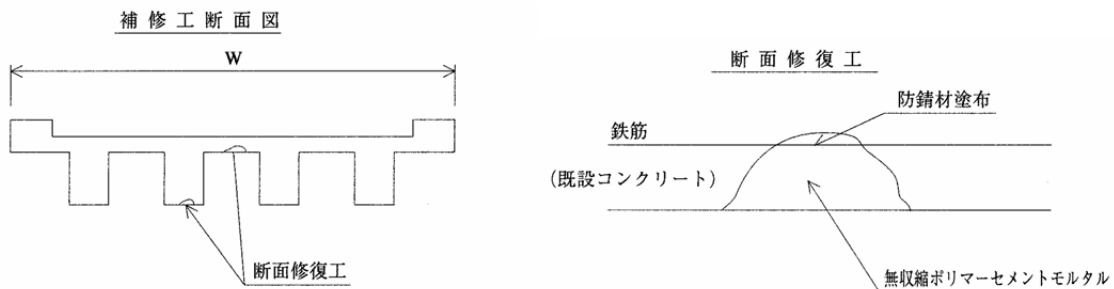 補修工断面図
W
断面修復工
断面修復工
防錆材塗布
鉄筋
(既設コンクリート)
無収縮ポリマーセメントモルタル